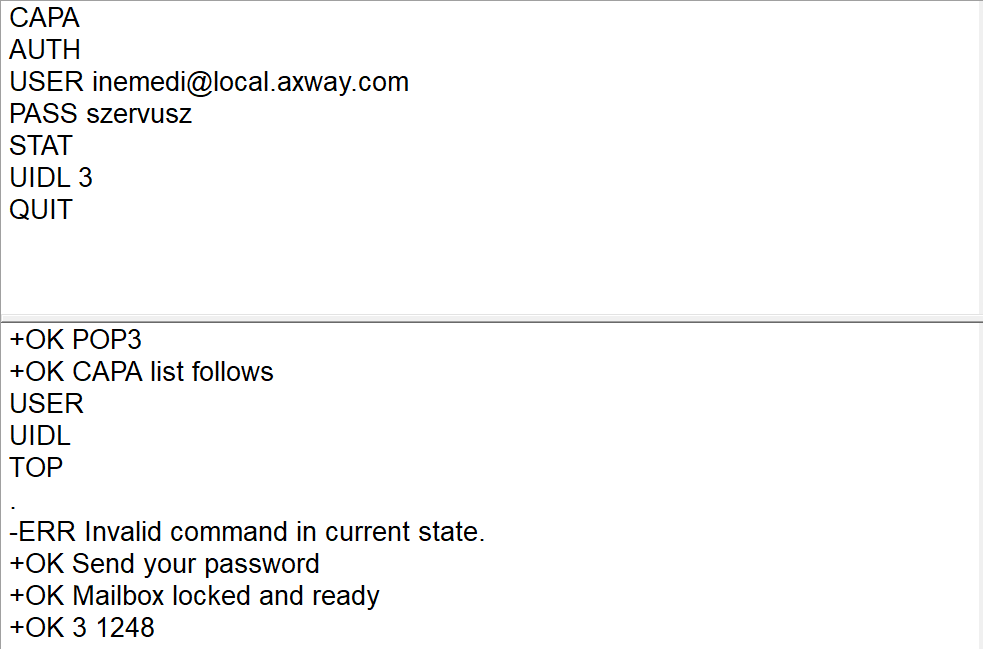 CAPA
AUTH
USER inemedi@local.axway.com
PASS szervusz
STAT
UIDL 3
QUIT
+OK POP3
+OK CAPA list follows
USER
UIDL
TOP
.
-ERR Invalid command in current state.
+OK Send your password
+OK Mailbox locked and ready
+OK 3 1248